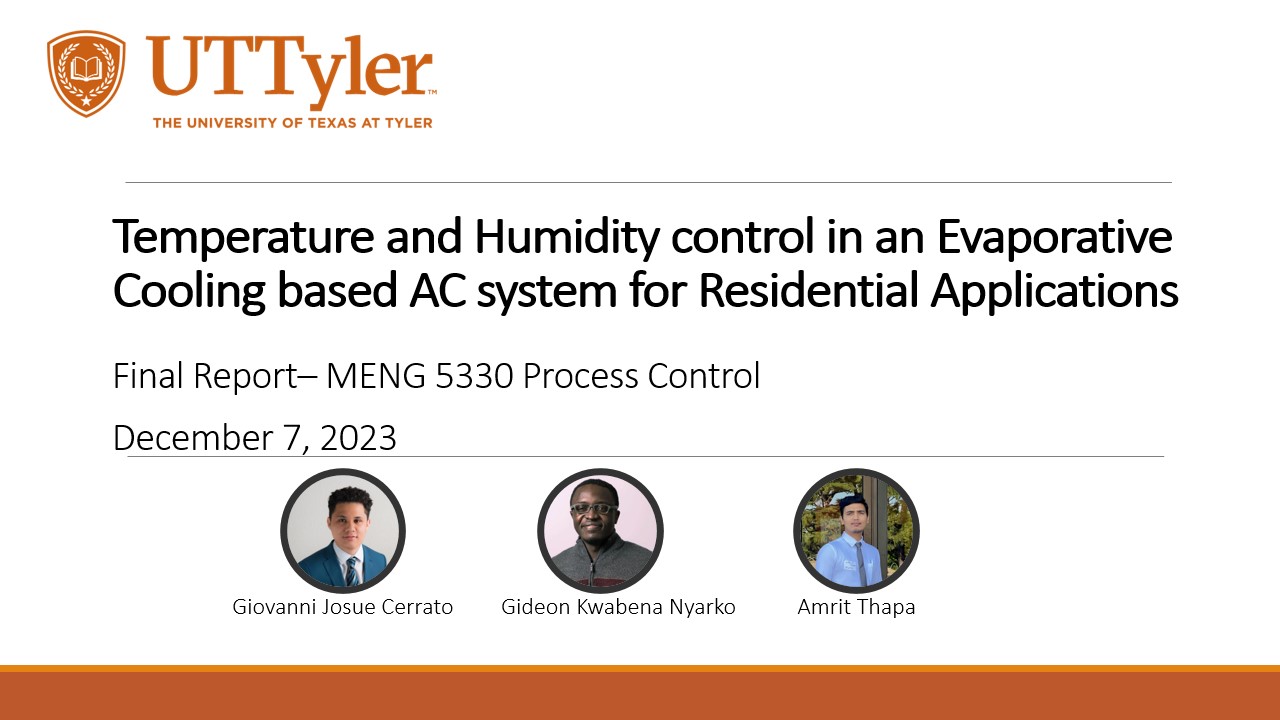 UTTyler™
THE UNIVERSITY OF TEXAS AT TYLER
Temperature and Humidity control in an Evaporative
Cooling based AC system for Residential Applications
Final Report– MENG 5330 Process Control
December 7, 2023
Giovanni Josue Cerrato
Gideon Kwabena Nyarko
Amrit Thapa